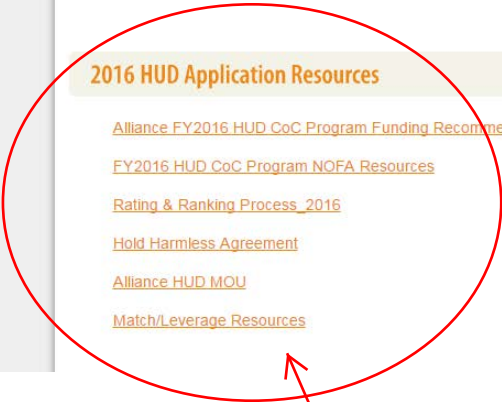 2016 HUD Application Resources
Alliance FY2016 HUD CoC Program Funding
FY2016 HUD CoC Program NOFA Resources
Rating & Ranking Process_2016
Hold Harmless Agreement
Alliance HUD MOU
Match/Leverage Resources